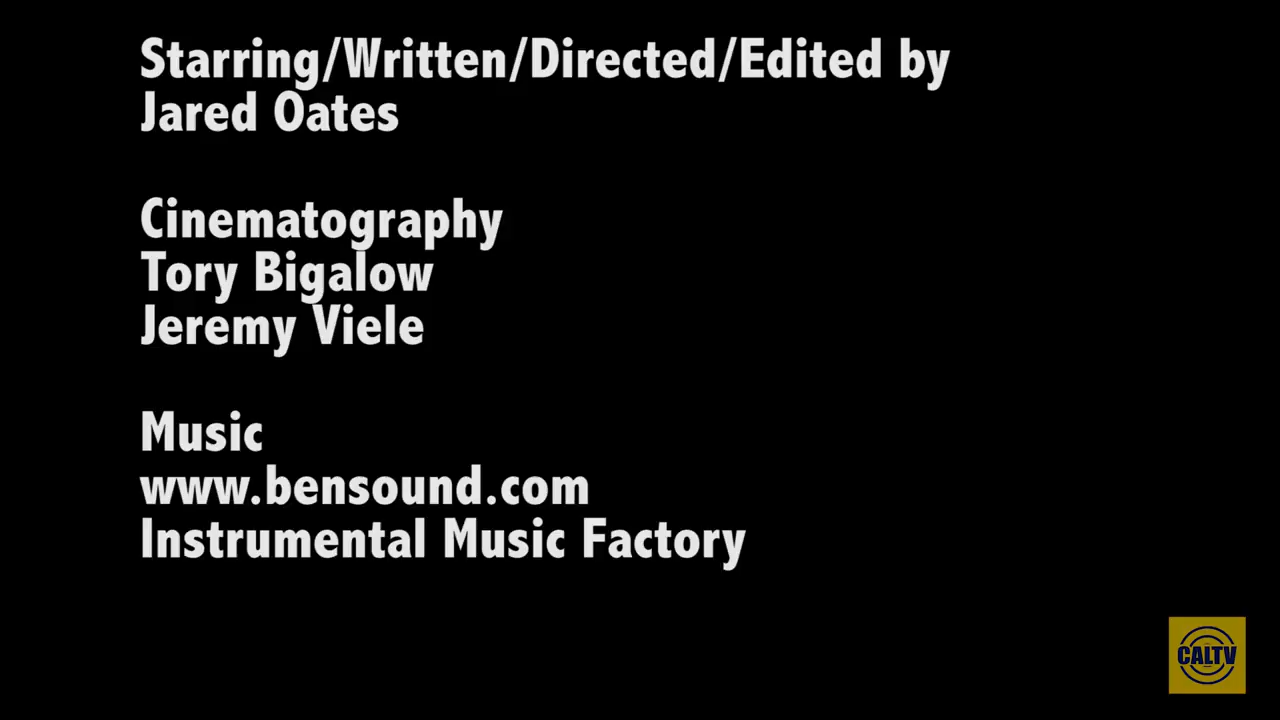 Starring/Written/Directed/Edited by
Jared Oates
Cinematography
Tory Bigalow
Jeremy Viele
Music
www.bensound.com
Instrumental Music Factory
CALTV